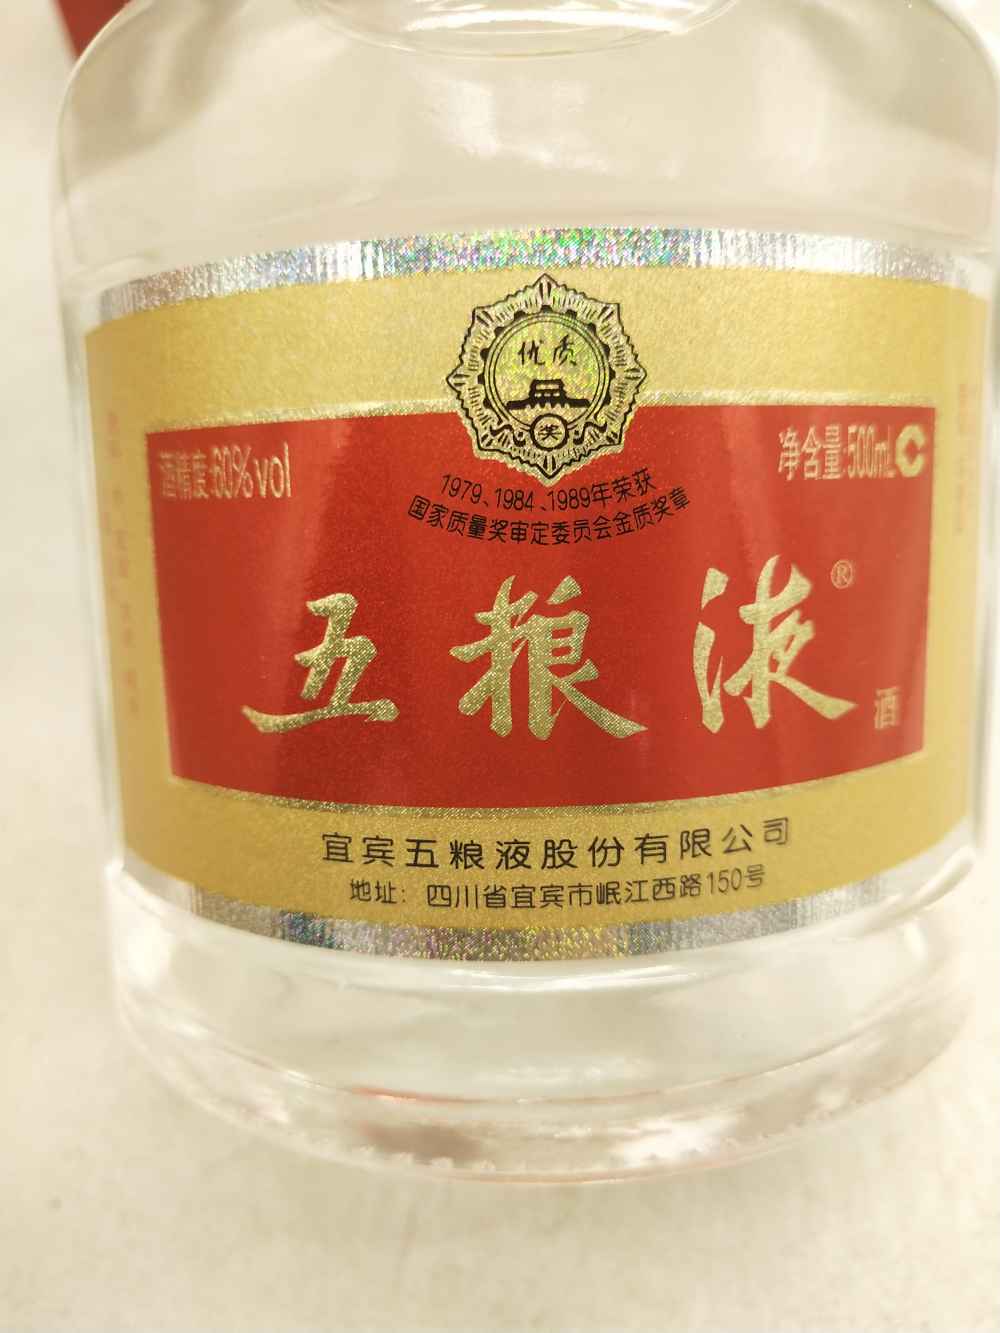 优质
奖
酒精度:60%vol
净含量:500mL C
1979、1984、1989年荣获
国家质量奖审定委员会金质奖章
五粮液®
酒
宜宾五粮液股份有限公司
地址：四川省宜宾市岷江西路150号